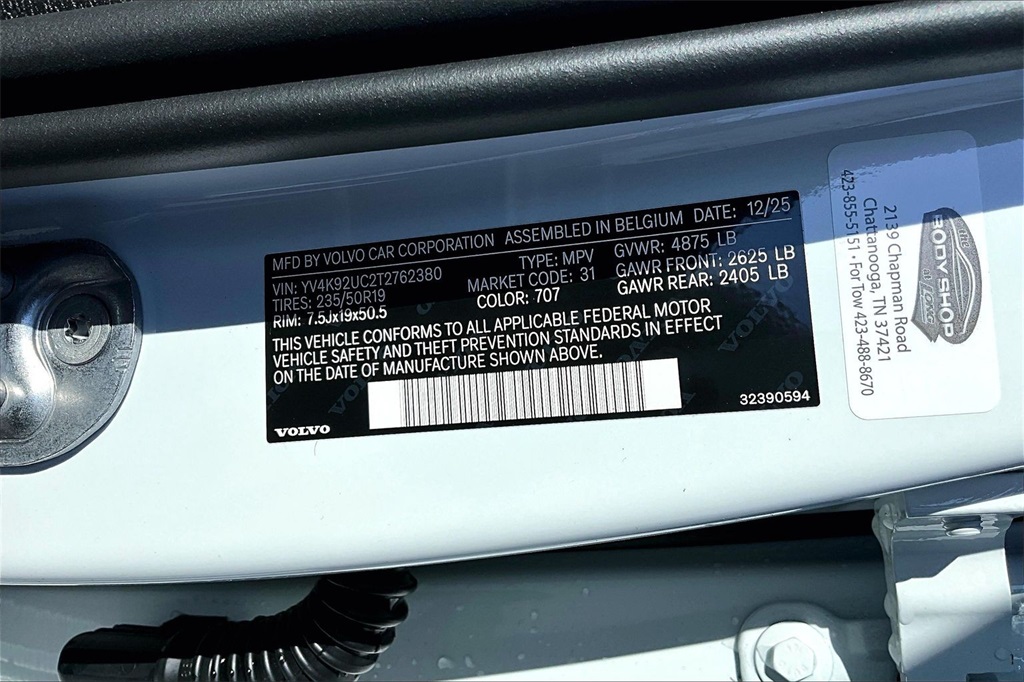 MFD BY VOLVO CAR CORPORATION ASSEMBLED IN BELGIUM DATE: 12/25
VIN: YV4K92UC2T2762380 TYPE: MPV GVWR: 4875 LB
TIRES: 235/50R19 MARKET CODE: 31 GAWR FRONT: 2625 LB
RIM: 7.5Jx19x50.5 COLOR: 707 GAWR REAR: 2405 LB
THIS VEHICLE CONFORMS TO ALL APPLICABLE FEDERAL MOTOR
VEHICLE SAFETY AND THEFT PREVENTION STANDARDS IN EFFECT
ON THE DATE OF MANUFACTURE SHOWN ABOVE.
VOLVO
32390594
The
BODY SHOP
2139 Chapman Road
Chattanooga, TN 37421
423-855-5151 • For Tow 423-488-8670